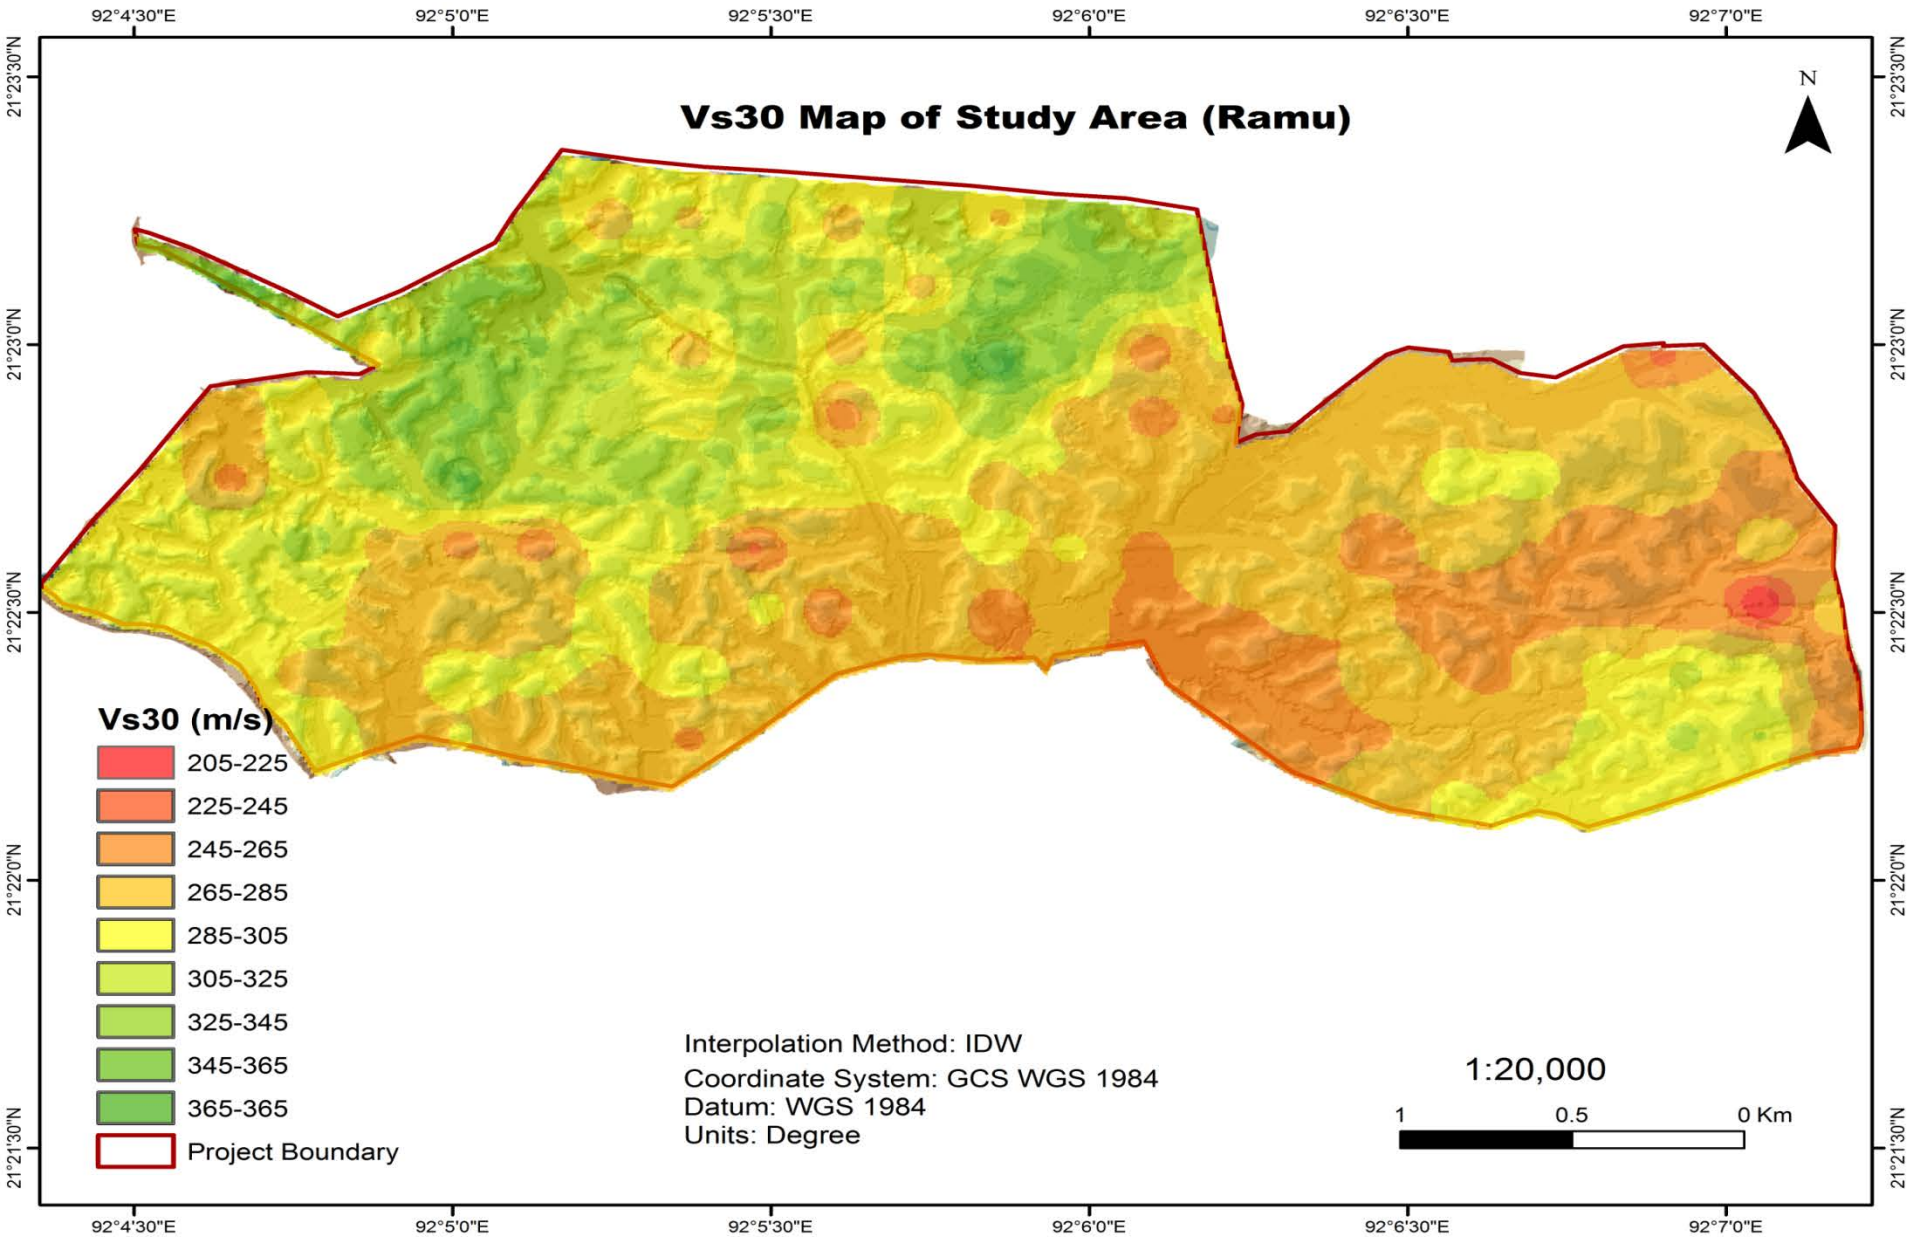 92°4'30"E 92°5'0"E 92°5'30"E 92°6'0"E 92°6'30"E 92°7'0"E
21°23'30"N
21°23'30"N
N
Vs30 Map of Study Area (Ramu)
21°23'0"N
21°23'0"N
21°22'30"N
21°22'30"N
Vs30 (m/s)
205-225
225-245
245-265
265-285
285-305
305-325
325-345
345-365
365-365
Project Boundary
21°22'0"N
21°22'0"N
Interpolation Method: IDW
Coordinate System: GCS WGS 1984
Datum: WGS 1984
Units: Degree
1:20,000
1 0.5 0 Km
21°21'30"N
21°21'30"N
92°4'30"E 92°5'0"E 92°5'30"E 92°6'0"E 92°6'30"E 92°7'0"E